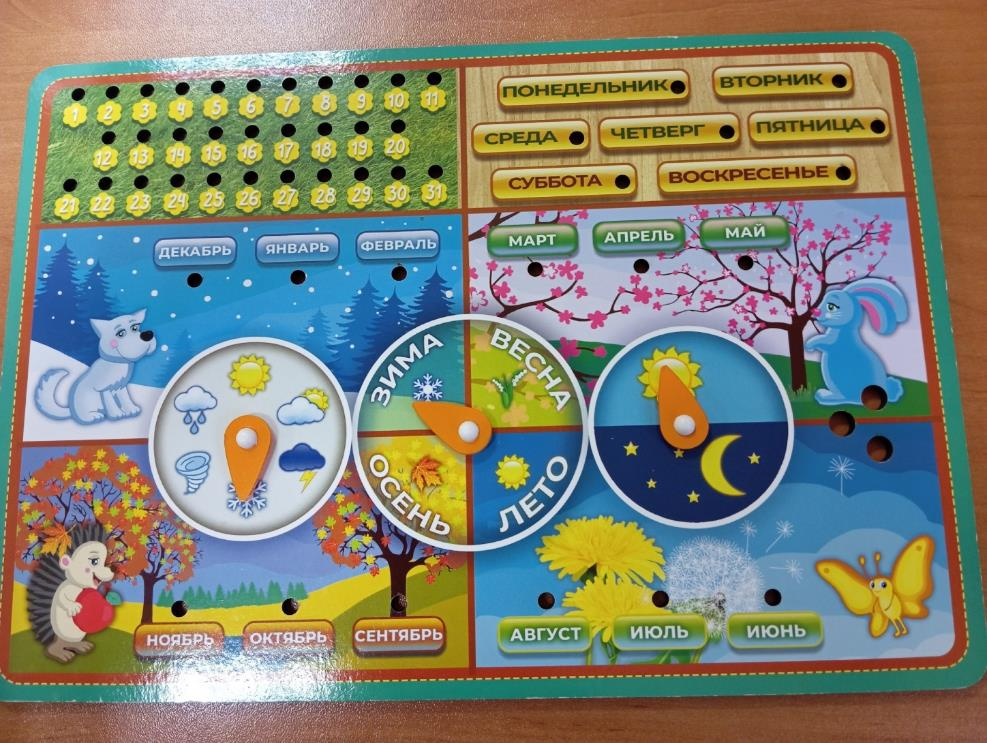 1 2 3 4 5 6 7 8 9 10 11
12 13 14 15 16 17 18 19 20
21 22 23 24 25 26 27 28 29 30 31
ПОНЕДЕЛЬНИК ВТОРНИК
СРЕДА ЧЕТВЕРГ ПЯТНИЦА
СУББОТА ВОСКРЕСЕНЬЕ
ДЕКАБРЬ ЯНВАРЬ ФЕВРАЛЬ
МАРТ АПРЕЛЬ МАЙ
ЗИМА ВЕСНА
ОСЕНЬ ЛЕТО
НОЯБРЬ ОКТЯБРЬ СЕНТЯБРЬ
АВГУСТ ИЮЛЬ ИЮНЬ